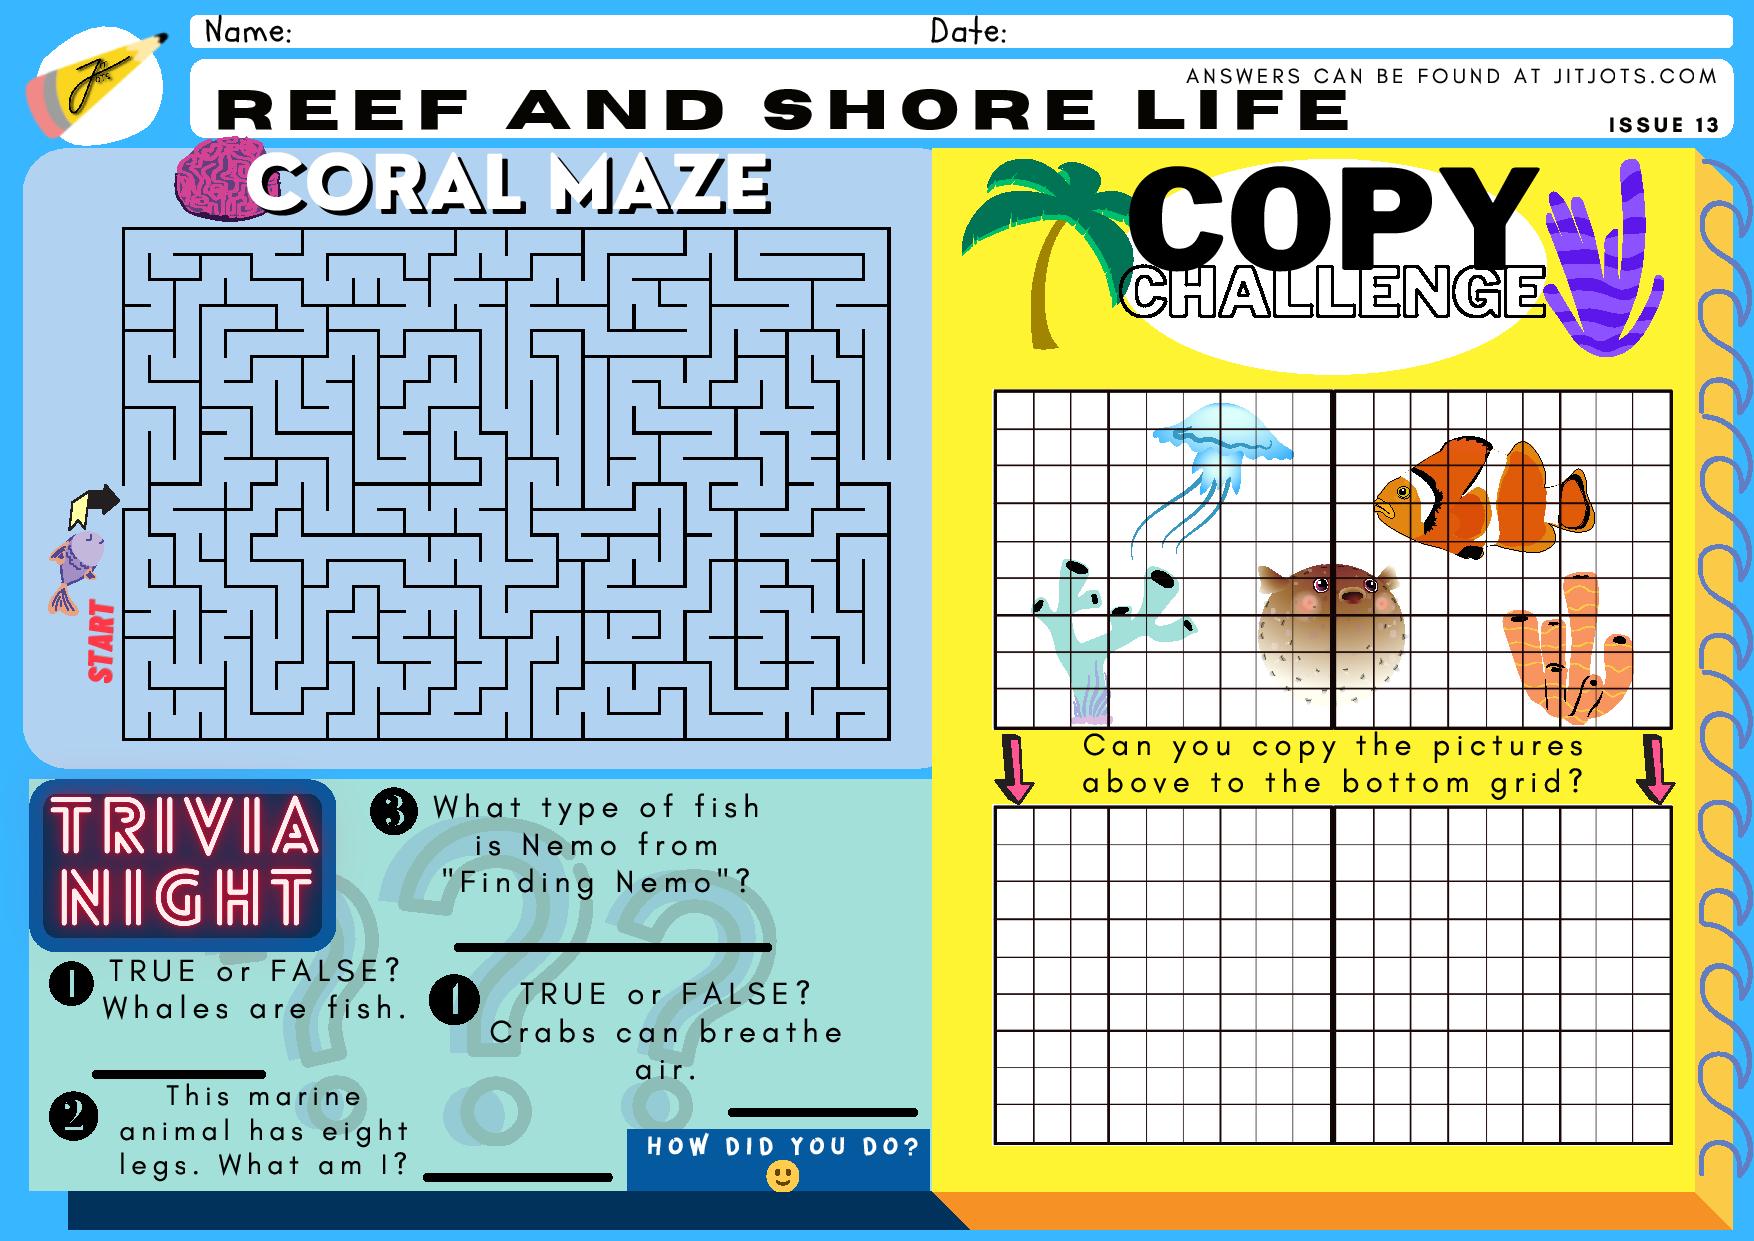 Name:
Date:
ANSWERS CAN BE FOUND AT JITJOTS.COM
REEF AND SHORE LIFE
ISSUE 13
CORAL MAZE
START
TRIVIA
NIGHT
1 TRUE or FALSE?
Whales are fish.
2 This marine
animal has eight
legs. What am I?
3 What type of fish
is Nemo from
"Finding Nemo"?
1 TRUE or FALSE?
Crabs can breathe
air.
HOW DID YOU DO?
COPY
CHALLENGE
Can you copy the pictures
above to the bottom grid?